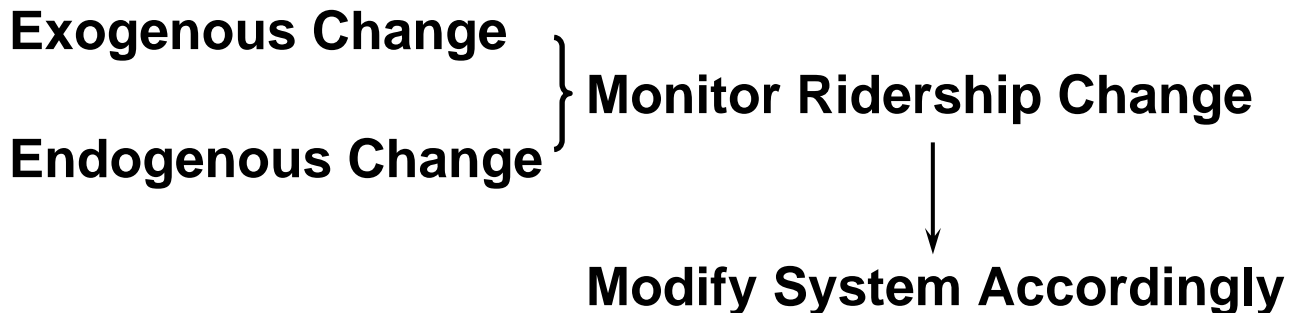 Exogenous Change
Monitor Ridership Change
Endogenous Change
Modify System Accordingly